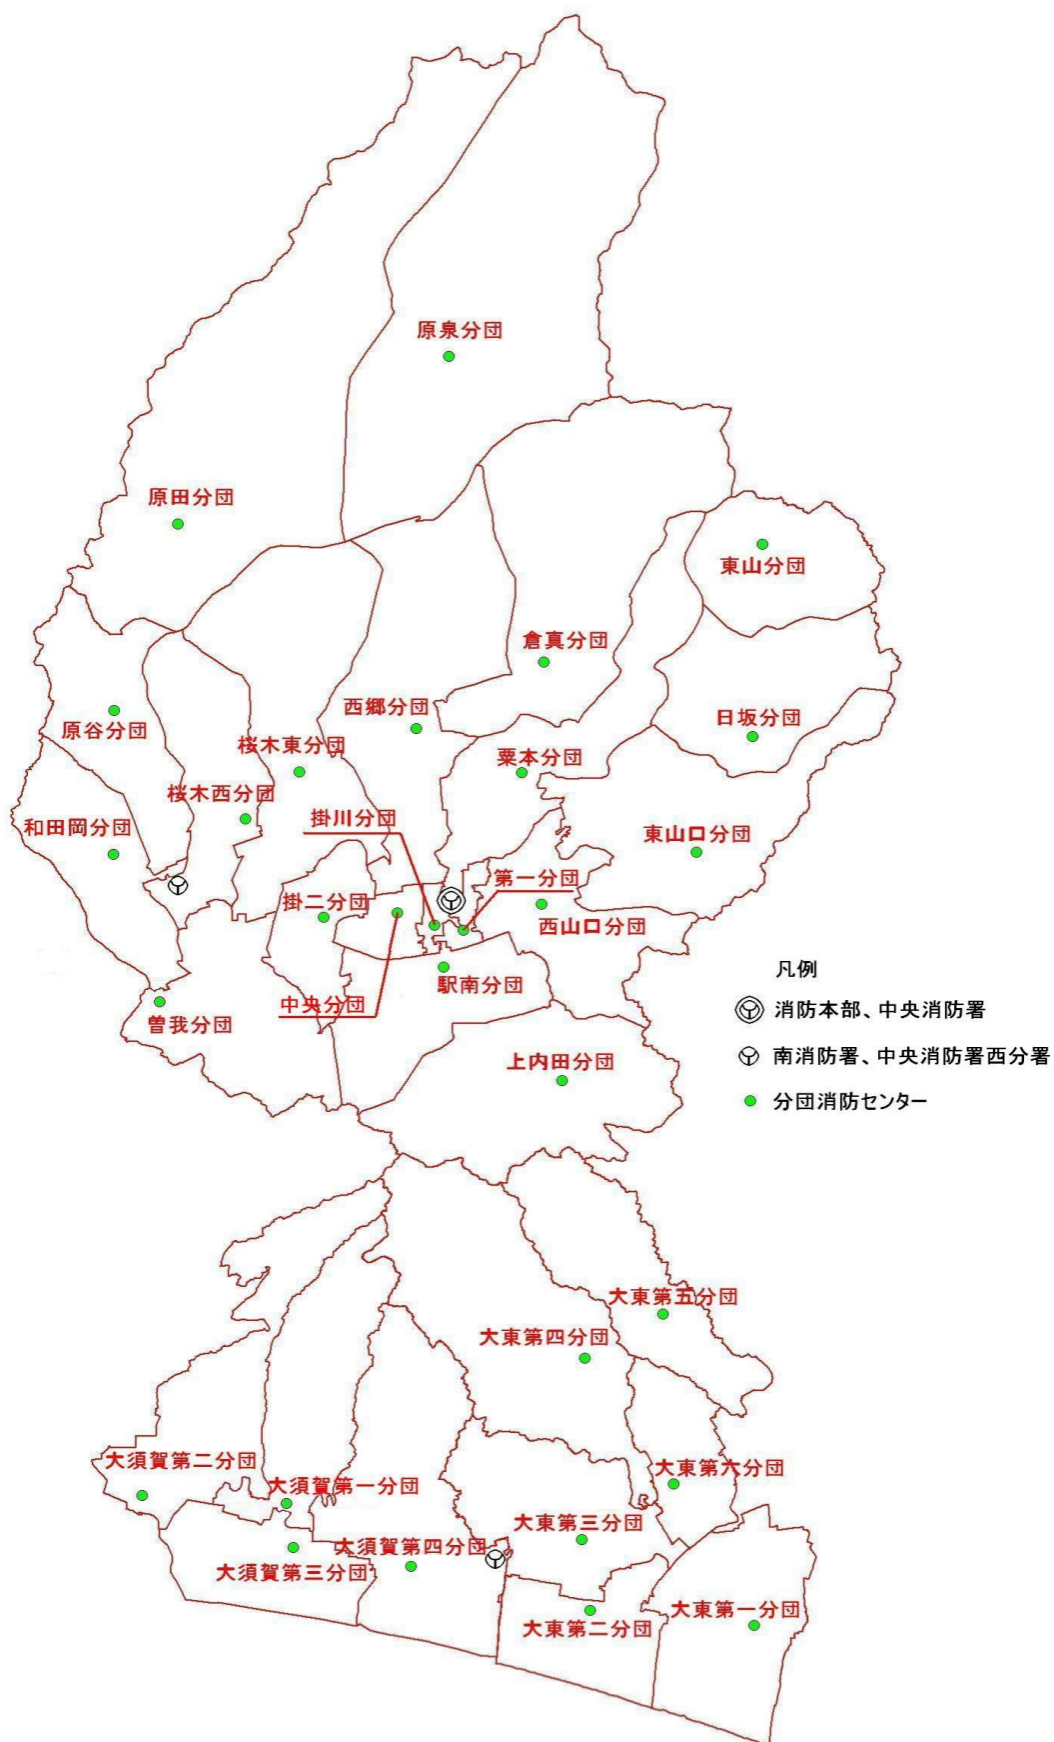 原泉分団
原田分団
東山分団
倉真分団
西郷分団
日坂分団
原谷分団
桜木東分団
粟本分団
桜木西分団
掛川分団
和田岡分団
東山口分団
第一分団
掛二分団
西山口分団
駅南分団
中央分団
曽我分団
上内田分団
凡例
消防本部、中央消防署
南消防署、中央消防署西分署
分団消防センター
大東第五分団
大東第四分団
大須賀第二分団
大須賀第一分団
大東第六分団
大東第三分団
大須賀第四分団
大須賀第三分団
大東第一分団
大東第二分団